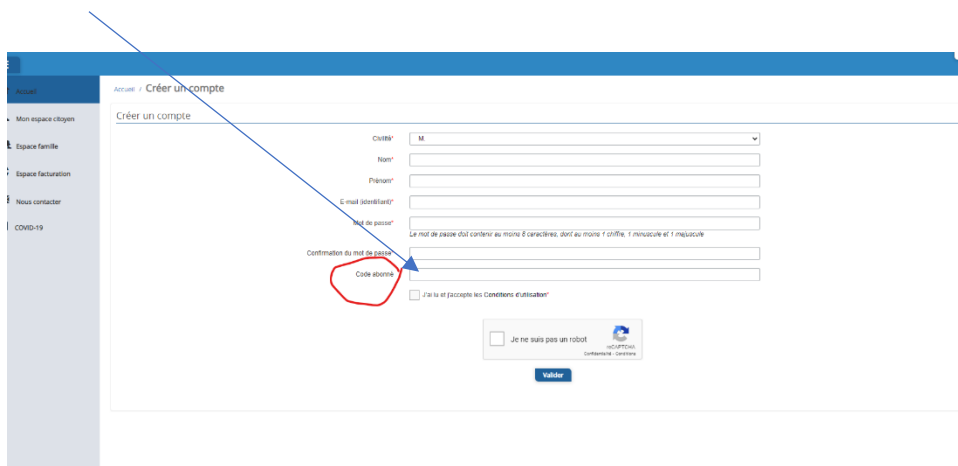 Accueil / Créer un compte
Accueil
Mon espace citoyen
Espace famille
Espace facturation
Nous contacter
COVID-19
Créer un compte
Civilité* M.
Nom*
Prénom*
E-mail (identifiant)*
Mot de passe*
Le mot de passe doit contenir au moins 8 caractères, dont au moins 1 chiffre, 1 minuscule et 1 majuscule
Confirmation du mot de passe*
Code abonné
J'ai lu et j'accepte les Conditions d'utilisation*
Je ne suis pas un robot
reCAPTCHA
Confidentialité - Conditions
Valider